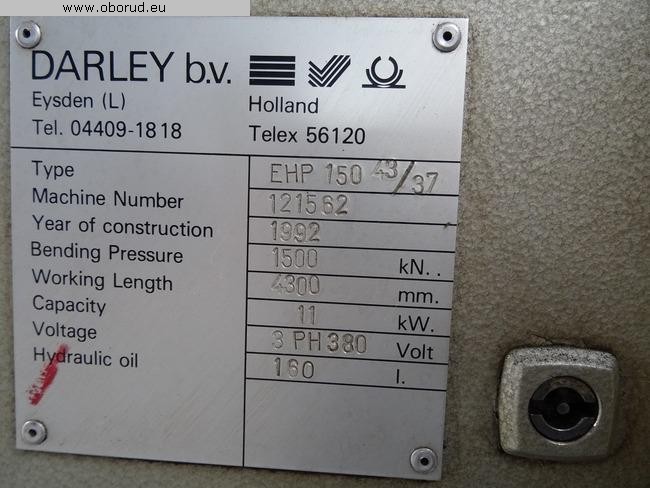 www.oborud.eu
DARLEY b.v.
Eysden (L) Holland
Tel. 04409-1818 Telex 56120
Type EHP 150 43/37
Machine Number 121562
Year of construction 1992
Bending Pressure 1500 kN..
Working Length 4300 mm.
Capacity 11 kW.
Voltage 3 PH 380 Volt
Hydraulic oil 160 l.